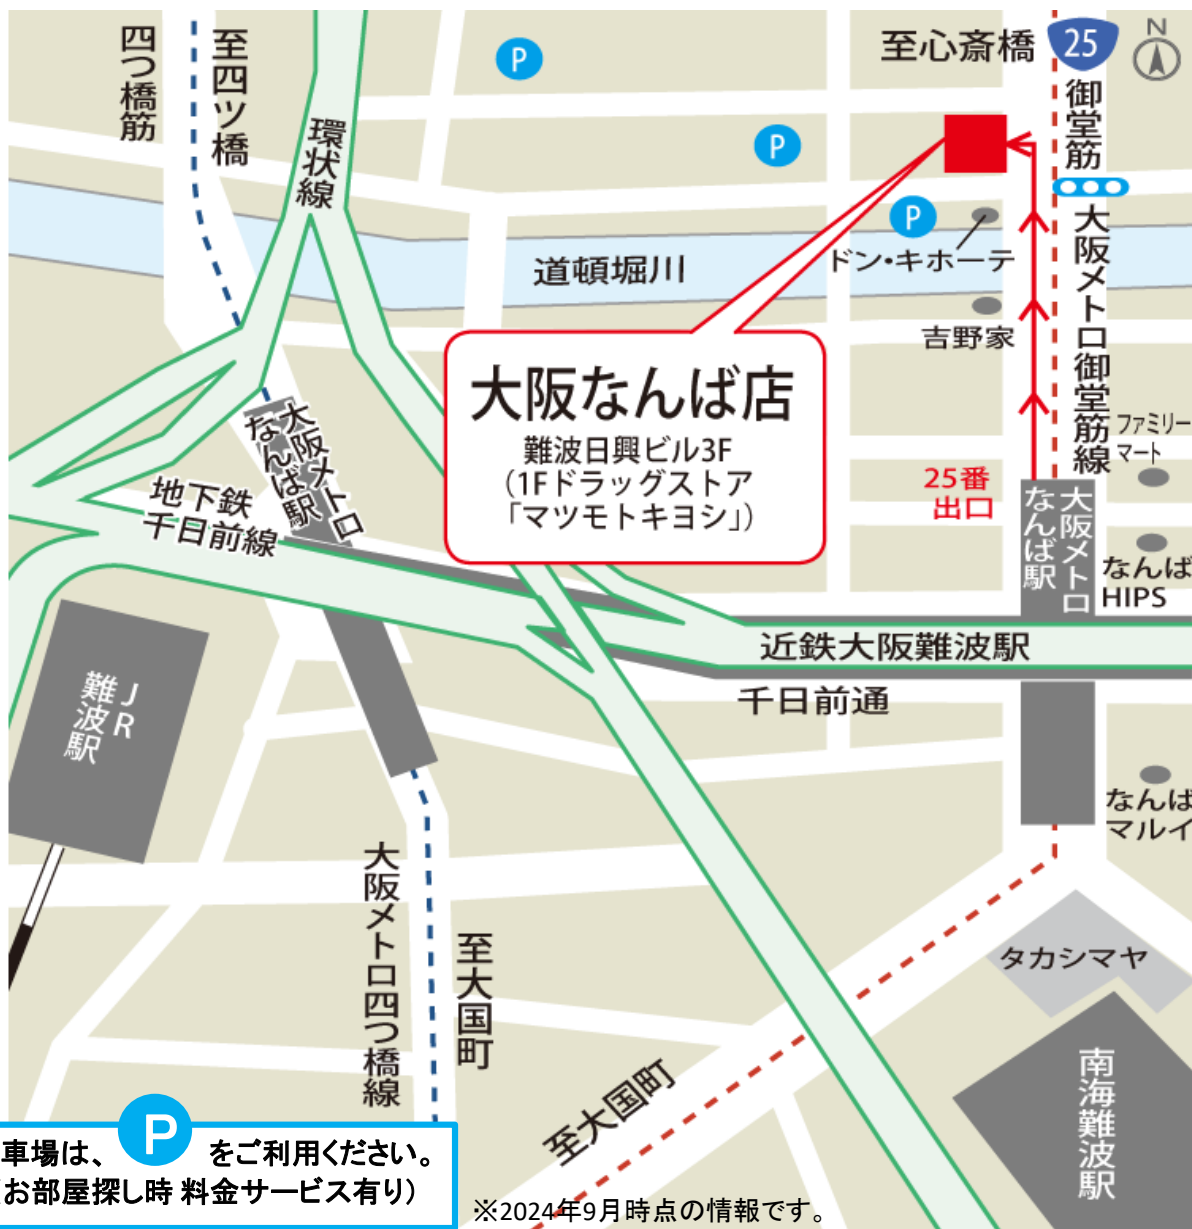 四つ橋筋
至四ツ橋
環状線
P
P
P
至心斎橋
25
N
御堂筋
大阪メトロ御堂筋線
道頓堀川
ドン・キホーテ
吉野家
大阪なんば店
難波日興ビル3F
(1Fドラッグストア
「マツモトキヨシ」)
ファミリー
マート
25番
出口
大阪メトロ
なんば駅
なんば
HIPS
大阪メトロ
なんば駅
地下鉄
千日前線
近鉄大阪難波駅
千日前通
JR
難波駅
なんば
マルイ
大阪メトロ四つ橋線
至大国町
タカシマヤ
至大国町
南海難波駅
車場は、 P をご利用ください。
お部屋探し時 料金サービス有り)
※2024年9月時点の情報です。